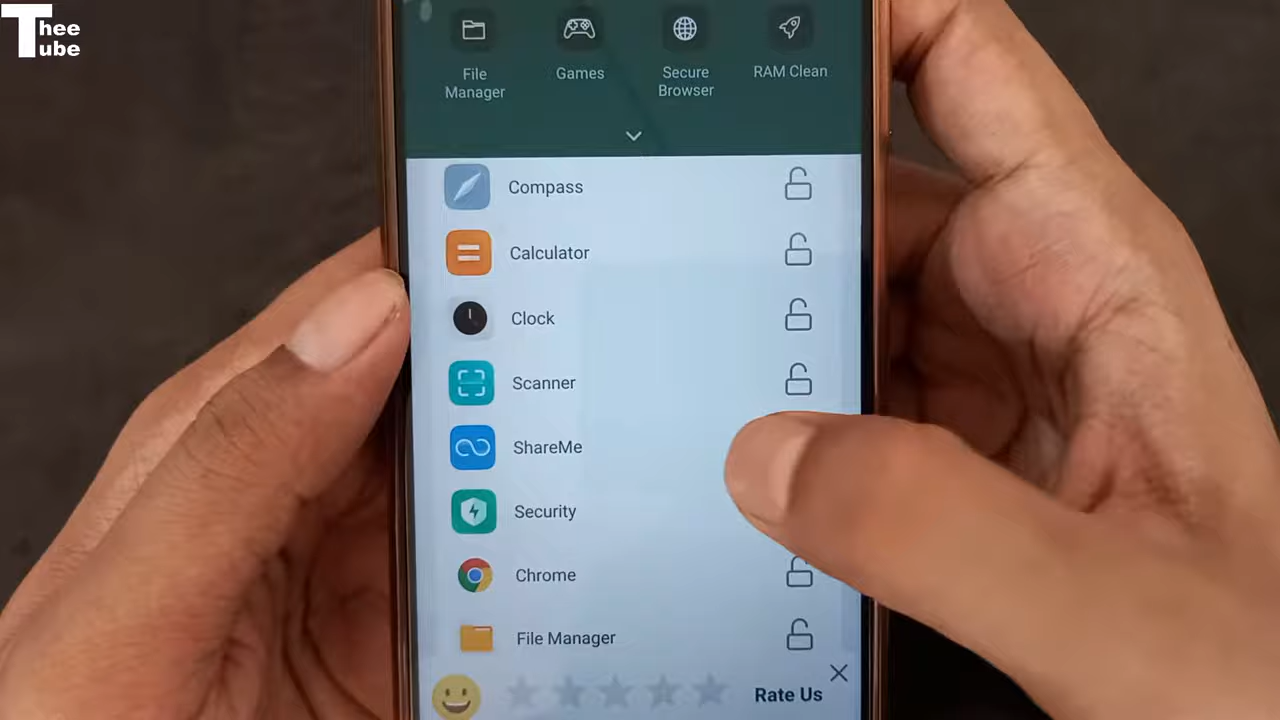 Thee
Tube
File
Manager
Games
Secure
Browser
RAM Clean
Compass
Calculator
Clock
Scanner
ShareMe
Security
Chrome
File Manager
Rate Us